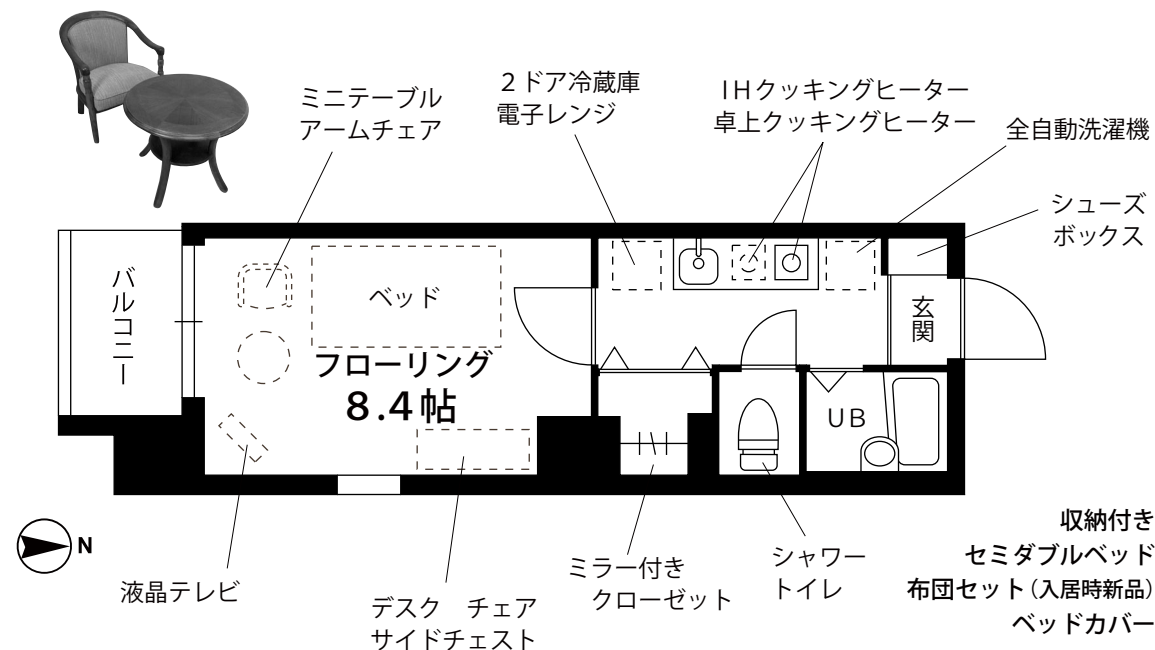 ミニテーブル
アームチェア
2ドア冷蔵庫
電子レンジ
IHクッキングヒーター
卓上クッキングヒーター
全自動洗濯機
シューズ
ボックス
バルコニー
ベッド
フローリング
8.4帖
玄関
UB
N
液晶テレビ
デスク　チェア
サイドチェスト
ミラー付き
クローゼット
シャワー
トイレ
収納付き
セミダブルベッド
布団セット(入居時新品)
ベッドカバー